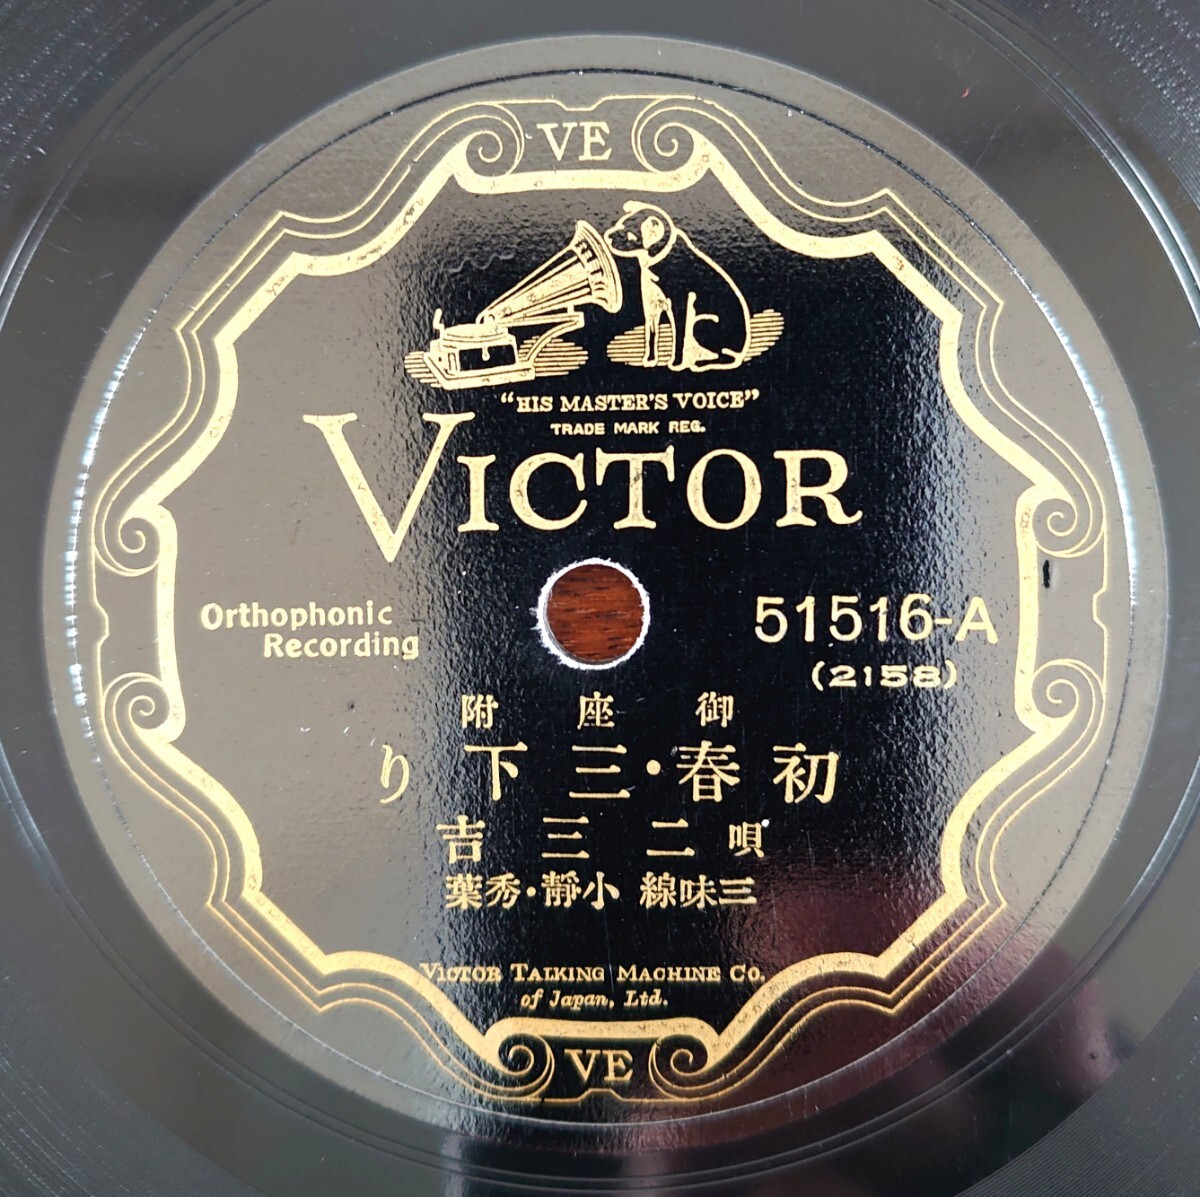 VE
"HIS MASTER'S VOICE"
TRADE MARK REG.
VICTOR
Orthophonic
Recording
51516-A
(2158)
御座附
初春・三下り
唄 二三吉
三味線 小靜・秀葉
VICTOR TALKING MACHINE CO.
of Japan, Ltd.
VE